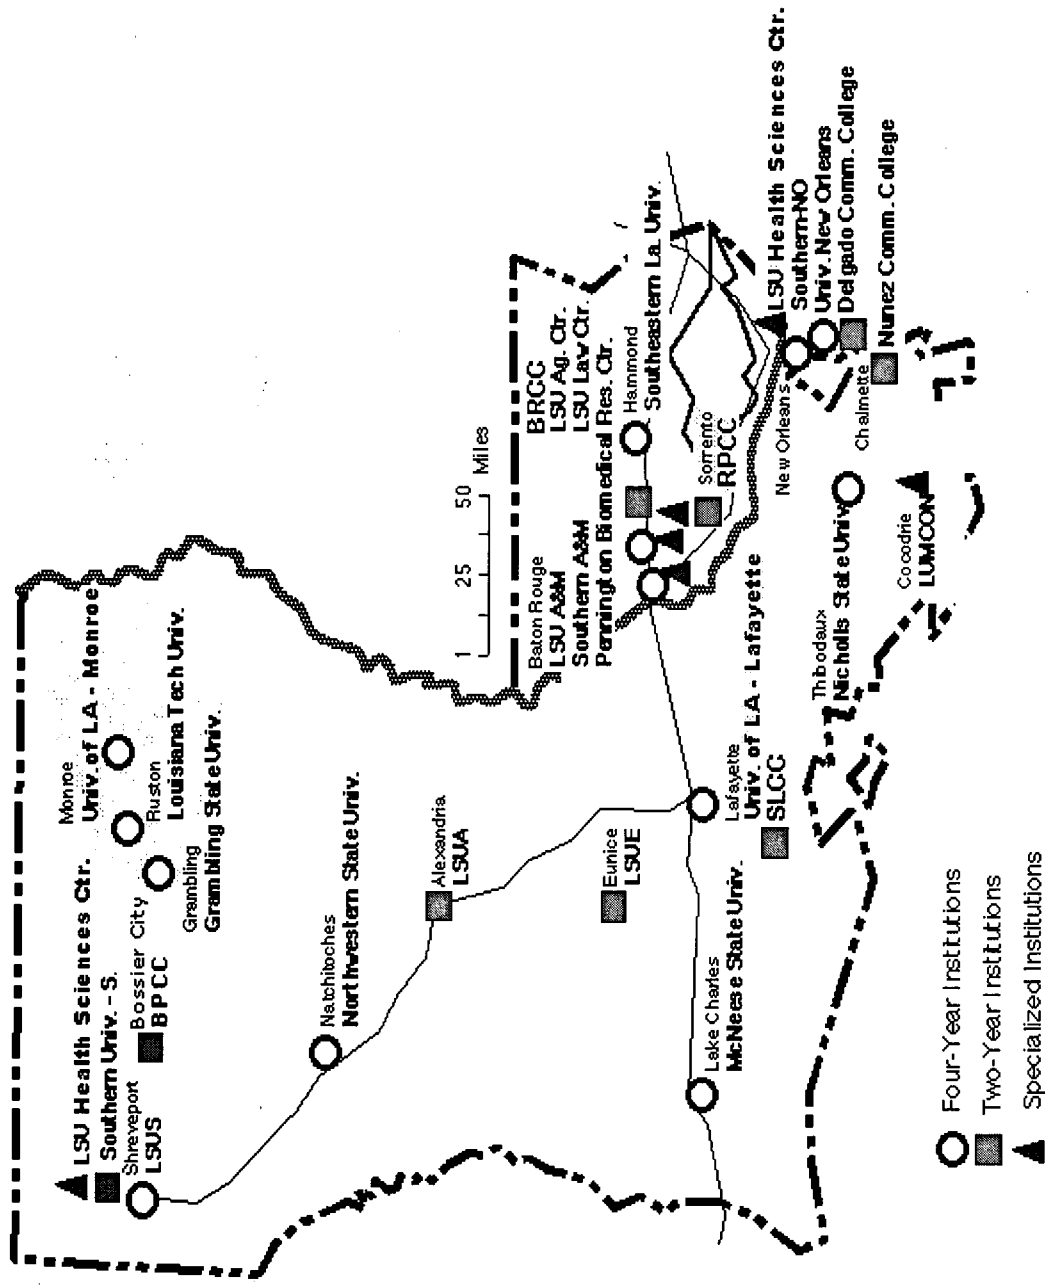 LSU Health Sciences Ctr.
Southern Univ. - S.
Shreveport
LSUS
Bossier City
BPCC
Monroe
Univ. of LA - Monroe
Ruston
Louisiana Tech Univ.
Grambling
Grambling State Univ.
Natchitoches
Northwestern State Univ.
Alexandria
LSUA
Eunice
LSUE
Lake Charles
McNeese State Univ.
Lafayette
Univ. of LA - Lafayette
SLCC
1 25 50
Miles
Baton Rouge
LSU A&M
Southern A&M
Pennington Biomedical Res. Ctr.
BRCC
LSU Ag. Ctr.
LSU Law Ctr.
Hammond
Southeastern La. Univ.
Sorrento
RPCC
New Orleans
LSU Health Sciences Ctr.
Southern-NO
Univ. New Orleans
Delgado Comm. College
Chalmette
Nunez Comm. College
Thibodaux
Nicholls State Univ
Cocodrie
LUMCON
Four-Year Institutions
Two-Year Institutions
Specialized Institutions